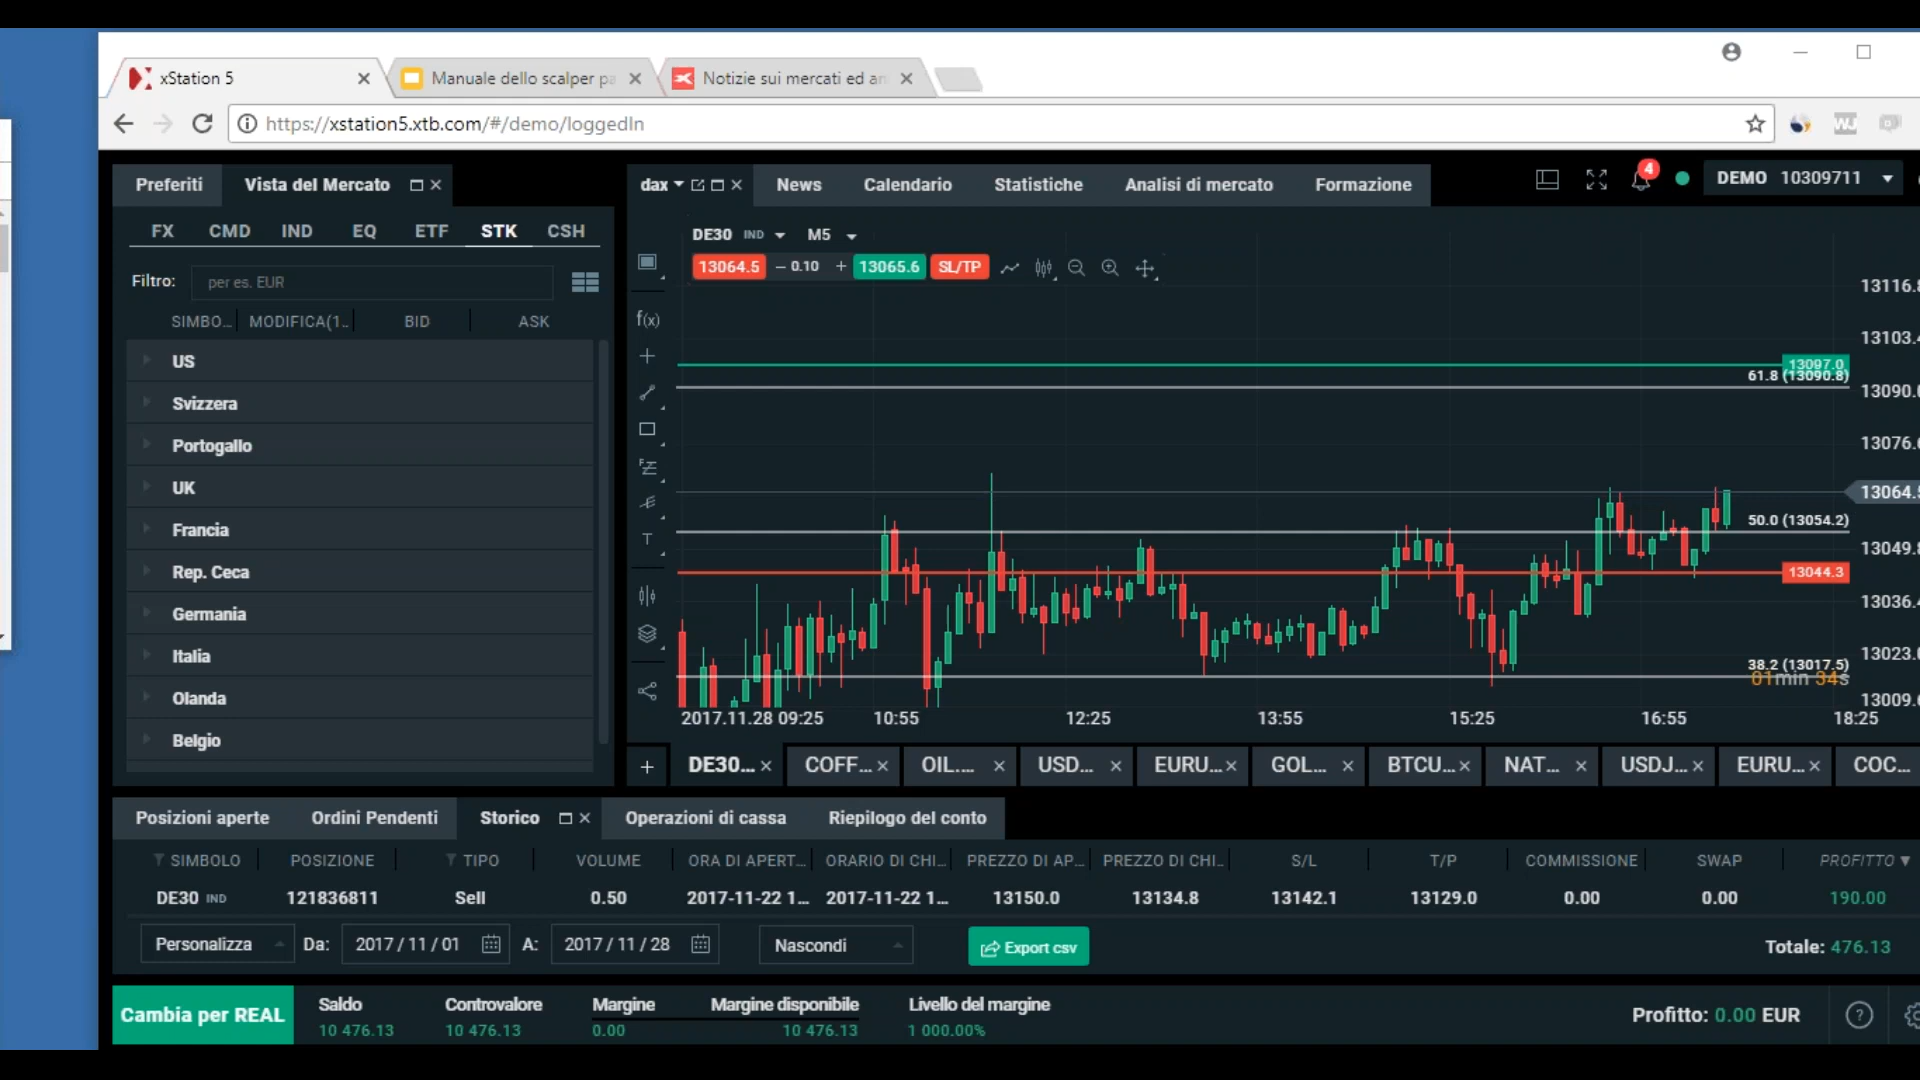 xStation 5
Manuale dello scalper pa
Notizie sui mercati ed an
https://xstation5.xtb.com/#/demo/loggedIn
Preferiti Vista del Mercato
dax News Calendario Statistiche Analisi di mercato Formazione
4
DEMO 10309711
FX CMD IND EQ ETF STK CSH
Filtro: per es. EUR
SIMBO... MODIFICA(1.. BID ASK
US
Svizzera
Portogallo
UK
Francia
Rep. Ceca
Germania
Italia
Olanda
Belgio
DE30 IND M5
13064.5 – 0.10 + 13065.6 SL/TP
f(x)
T
13116.8
13103.4
13097.0
61.8 (13090.8)
13090.
13076.
13064.5
50.0 (13054.2)
13049.8
13044.3
13036.4
13023.
38.2 (13017.5)
01min 34s
13009.
2017.11.28 09:25 10:55 12:25 13:55 15:25 16:55 18:25
+ DE30... COFF... OIL.... USD... EURU... GOL... BTCU... NAT... USDJ... EURU... COC...
Posizioni aperte Ordini Pendenti Storico Operazioni di cassa Riepilogo del conto
SIMBOLO POSIZIONE TIPO VOLUME ORA DI APERT... ORARIO DI CHI... PREZZO DI AP... PREZZO DI CHI.. S/L T/P COMMISSIONE SWAP PROFITTO
DE30 IND 121836811 Sell 0.50 2017-11-22 1... 2017-11-22 1... 13150.0 13134.8 13142.1 13129.0 0.00 0.00 190.00
Personalizza Da: 2017 / 11 / 01 A: 2017 / 11 / 28 Nascondi Export csv Totale: 476.13
Cambia per REAL
Saldo Controvalore Margine Margine disponibile Livello del margine
10 476.13 10 476.13 0.00 10 476.13 1 000.00%
Profitto: 0.00 EUR
?